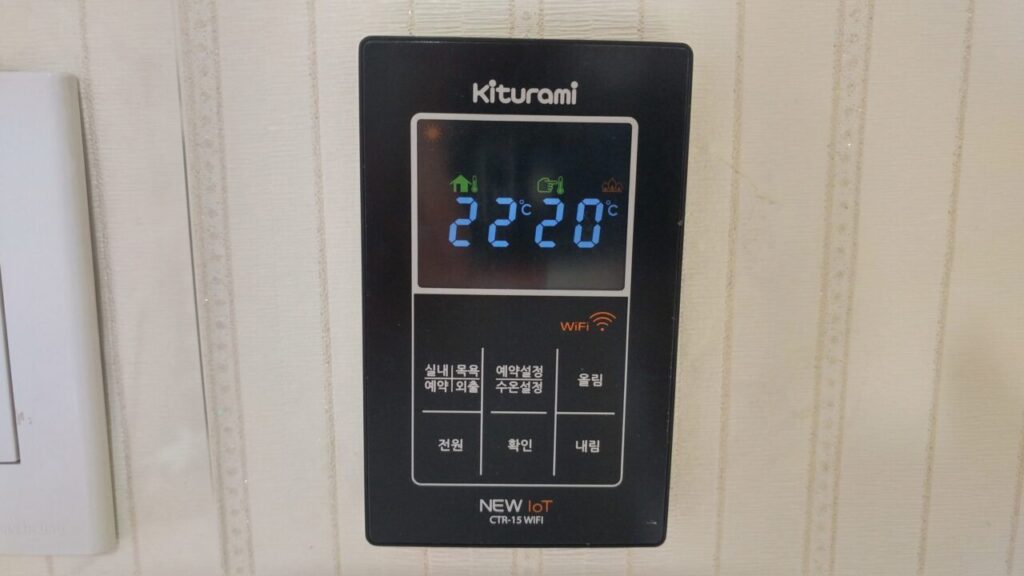 Kiturami
22°C 20°C
WiFi
실내 목욕 예약설정 올림
예약 외출 수온설정
전원 확인 내림
NEW IoT
CTR-15 WIFI